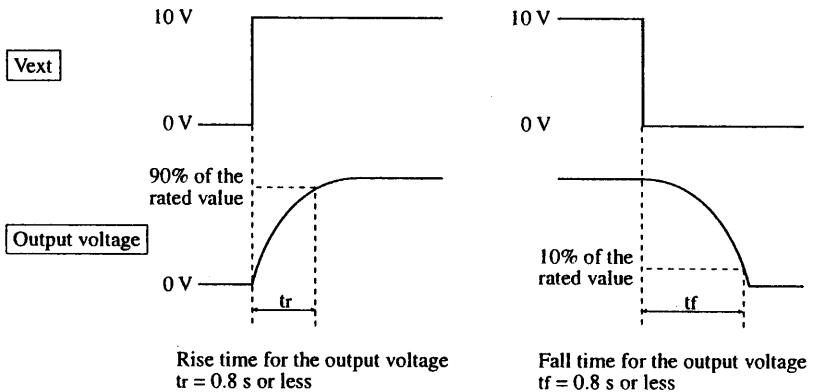 10 V
10 V
Vext
0 V
0 V
90% of the
rated value
Output voltage
10% of the
rated value
0 V
tr
tf
Rise time for the output voltage
tr = 0.8 s or less
Fall time for the output voltage
tf = 0.8 s or less